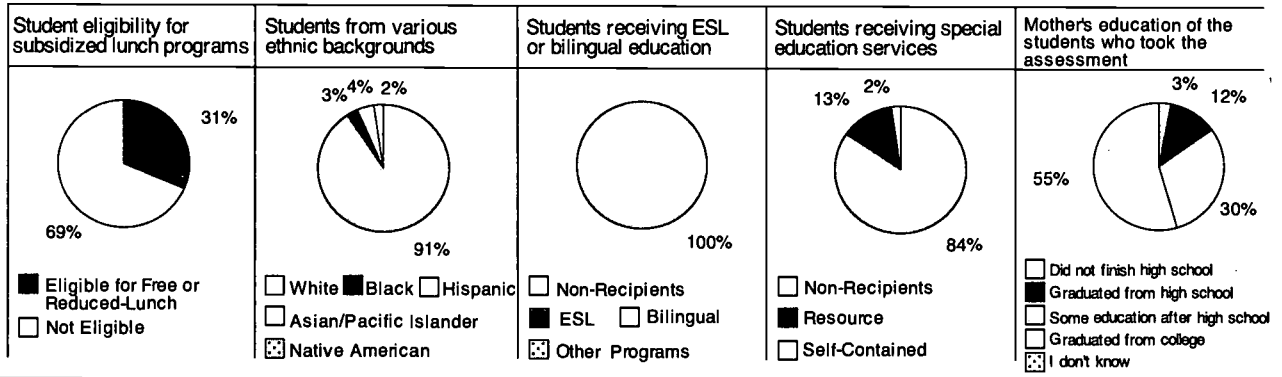 Student eligibility for
subsidized lunch programs
31%
69%
Eligible for Free or
Reduced-Lunch
Not Eligible
Students from various
ethnic backgrounds
3% 4% 2%
91%
White Black Hispanic
Asian/Pacific Islander
Native American
Students receiving ESL
or bilingual education
100%
Non-Recipients
ESL Bilingual
Other Programs
Students receiving special
education services
13% 2%
84%
Non-Recipients
Resource
Self-Contained
Mother's education of the
students who took the
assessment
3% 12%
55%
30%
Did not finish high school
Graduated from high school
Some education after high school
Graduated from college
I don't know